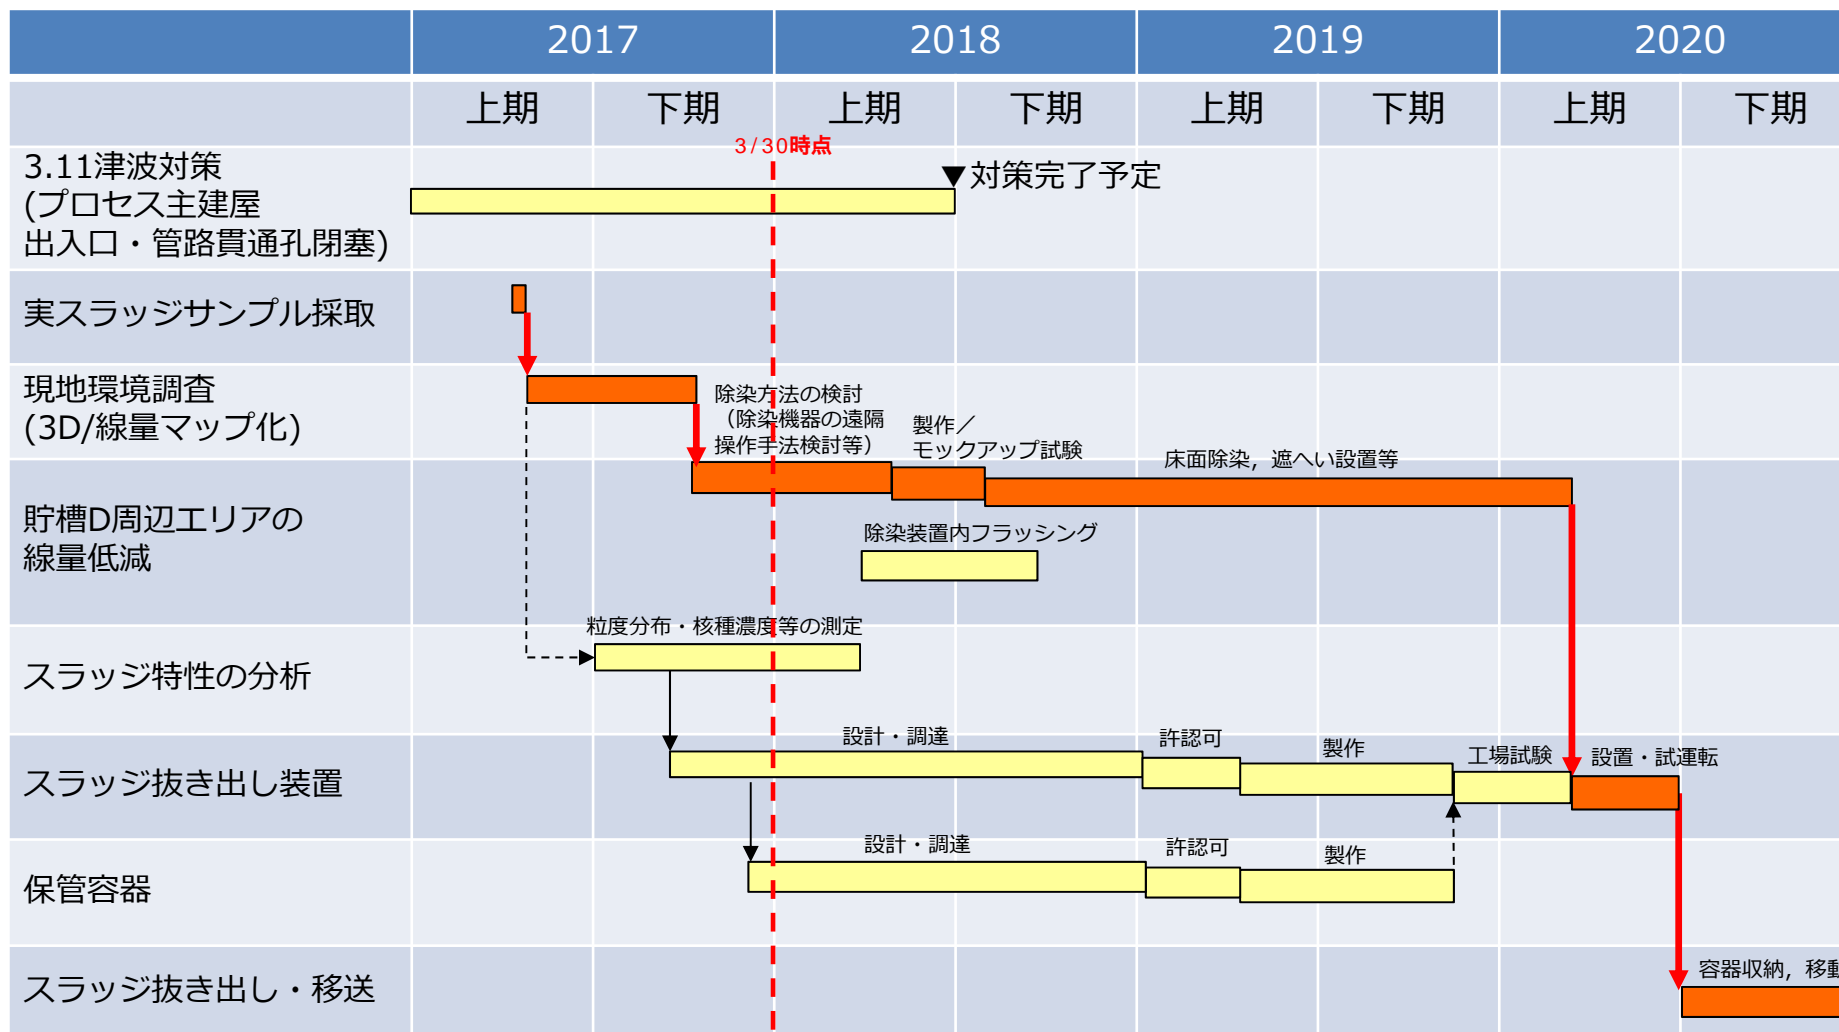 2017 2018 2019 2020
上期 下期 上期 下期 上期 下期 上期 下期
3/30時点
3.11津波対策
(プロセス主建屋
出入口・管路貫通孔閉塞)
▼対策完了予定
実スラッジサンプル採取
現地環境調査
(3D/線量マップ化)
除染方法の検討
（除染機器の遠隔
操作手法検討等）
製作／
モックアップ試験
床面除染，遮へい設置等
貯槽D周辺エリアの
線量低減
除染装置内フラッシング
粒度分布・核種濃度等の測定
スラッジ特性の分析
設計・調達 許認可 製作 工場試験 設置・試運転
スラッジ抜き出し装置
設計・調達 許認可 製作
保管容器
容器収納，移動
スラッジ抜き出し・移送